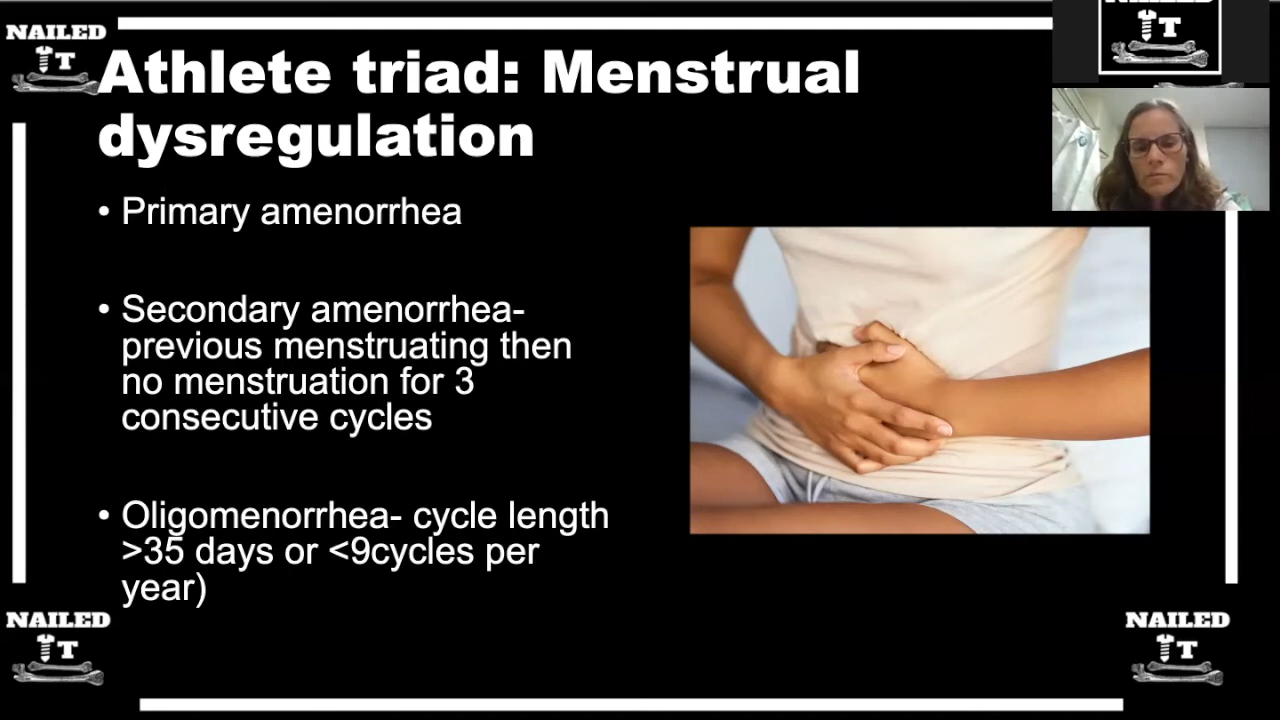 NAILED
IT
Athlete triad: Menstrual
dysregulation
• Primary amenorrhea
• Secondary amenorrhea-
previous menstruating then
no menstruation for 3
consecutive cycles
• Oligomenorrhea- cycle length
>35 days or <9cycles per
year)
NAILED
IT
NAILED
IT
NAILED
IT